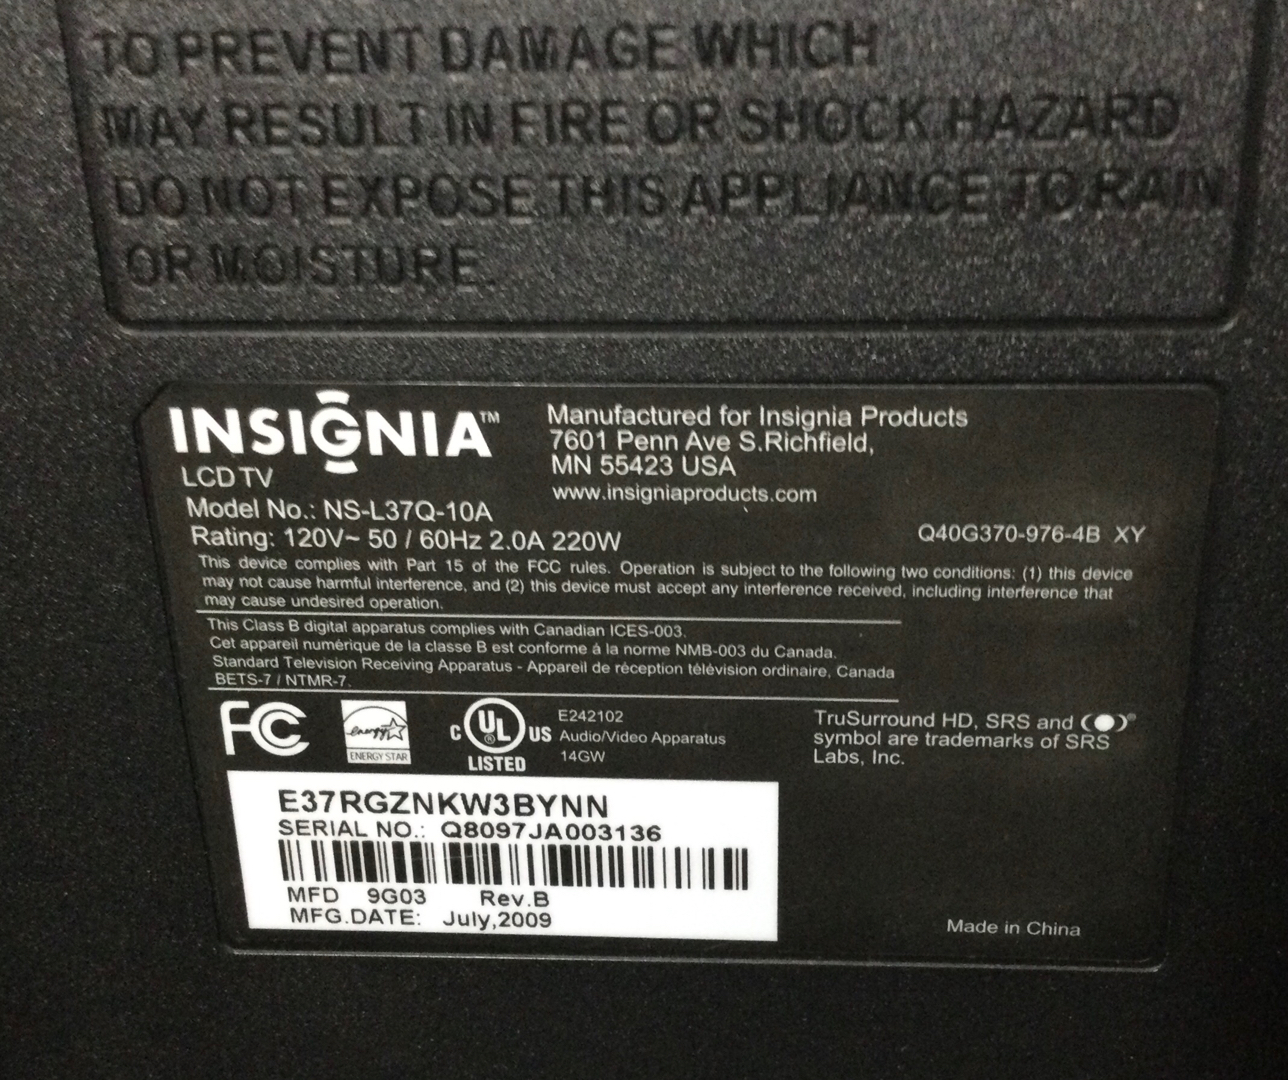 TO PREVENT DAMAGE WHICH
MAY RESULT IN FIRE OR SHOCK HAZARD
DO NOT EXPOSE THIS APPLIANCE TO RAIN
OR MOISTURE.
INSIGNIA™
LCD TV
Model No.: NS-L37Q-10A
Rating: 120V~ 50 / 60Hz 2.0A 220W
Manufactured for Insignia Products
7601 Penn Ave S.Richfield,
MN 55423 USA
www.insigniaproducts.com
Q40G370-976-4B XY
This device complies with Part 15 of the FCC rules. Operation is subject to the following two conditions: (1) this device
may not cause harmful interference, and (2) this device must accept any interference received, including interference that
may cause undesired operation.
This Class B digital apparatus complies with Canadian ICES-003.
Cet appareil numérique de la classe B est conforme à la norme NMB-003 du Canada.
Standard Television Receiving Apparatus - Appareil de réception télévision ordinaire, Canada
BETS-7 / NTMR-7.
FC
energy
ENERGY STAR
C UL® US
LISTED
E242102
Audio/Video Apparatus
14GW
TruSurround HD, SRS and (●)®
symbol are trademarks of SRS
Labs, Inc.
E37RGZNKW3BYNN
SERIAL NO.: Q8097JA003136
MFD 9G03 Rev.B
MFG.DATE: July,2009
Made in China